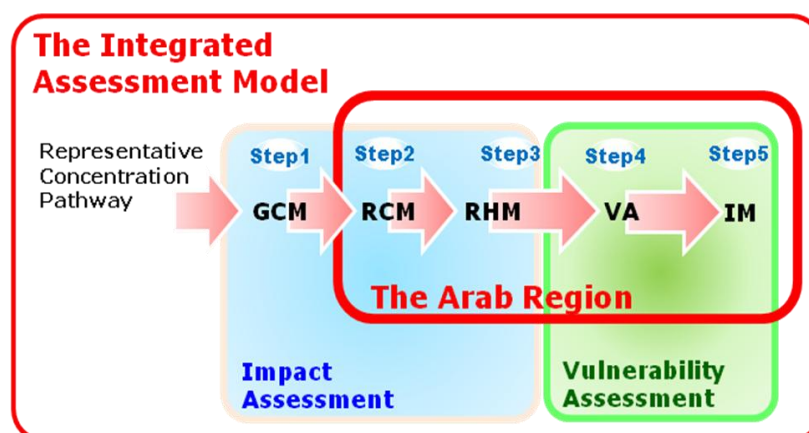 The Integrated
Assessment Model
Representative
Concentration
Pathway
Step1
Step2
Step3
Step4
Step5
GCM
RCM
RHM
VA
IM
The Arab Region
Impact
Assessment
Vulnerability
Assessment